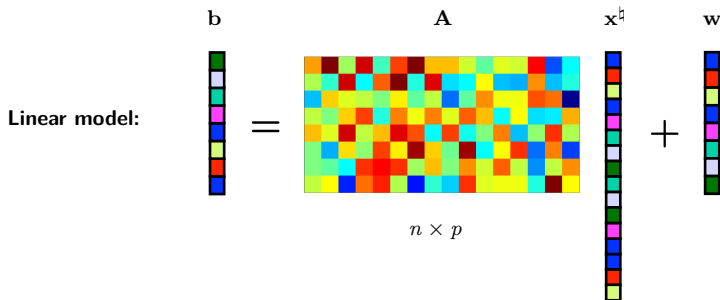 b A x♮ w
Linear model: = +
n × p